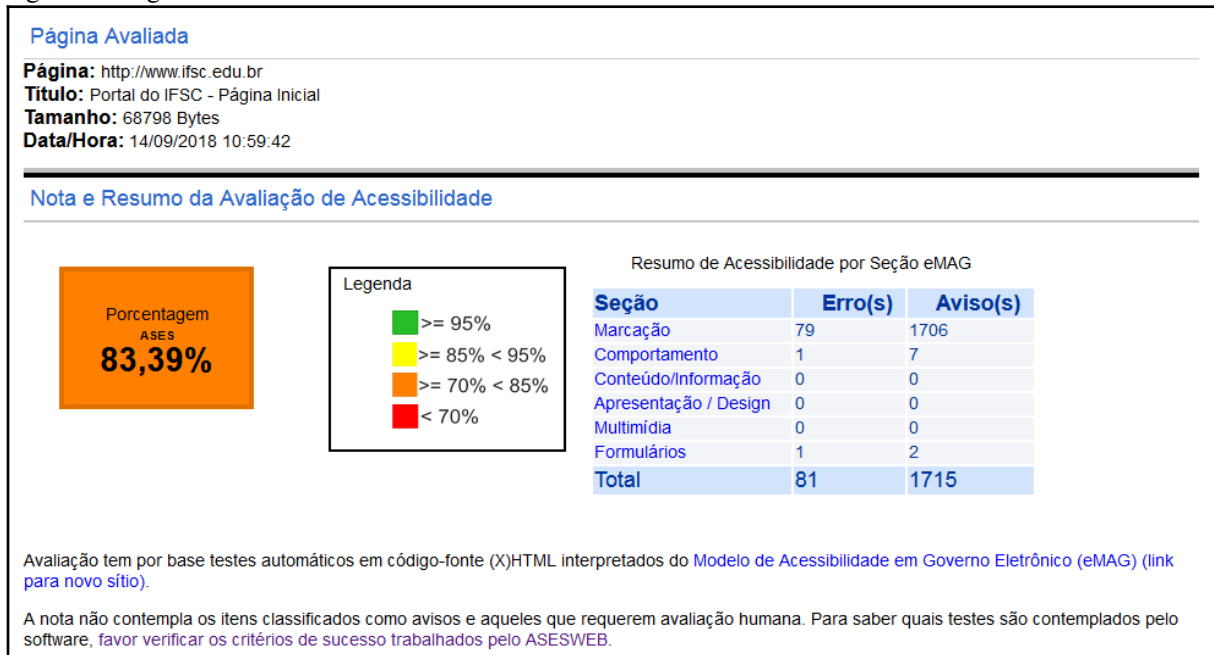 Página Avaliada
Página: http://www.ifsc.edu.br
Título: Portal do IFSC - Página Inicial
Tamanho: 68798 Bytes
Data/Hora: 14/09/2018 10:59:42
Nota e Resumo da Avaliação de Acessibilidade
Porcentagem
ASES
83,39%
Legenda
>= 95%
>= 85% < 95%
>= 70% < 85%
< 70%
Resumo de Acessibilidade por Seção eMAG
Seção Erro(s) Aviso(s)
Marcação 79 1706
Comportamento 1 7
Conteúdo/Informação 0 0
Apresentação / Design 0 0
Multimídia 0 0
Formulários 1 2
Total 81 1715
Avaliação tem por base testes automáticos em código-fonte (X)HTML interpretados do Modelo de Acessibilidade em Governo Eletrônico (eMAG) (link
para novo sítio).
A nota não contempla os itens classificados como avisos e aqueles que requerem avaliação humana. Para saber quais testes são contemplados pelo
software, favor verificar os critérios de sucesso trabalhados pelo ASESWEB.